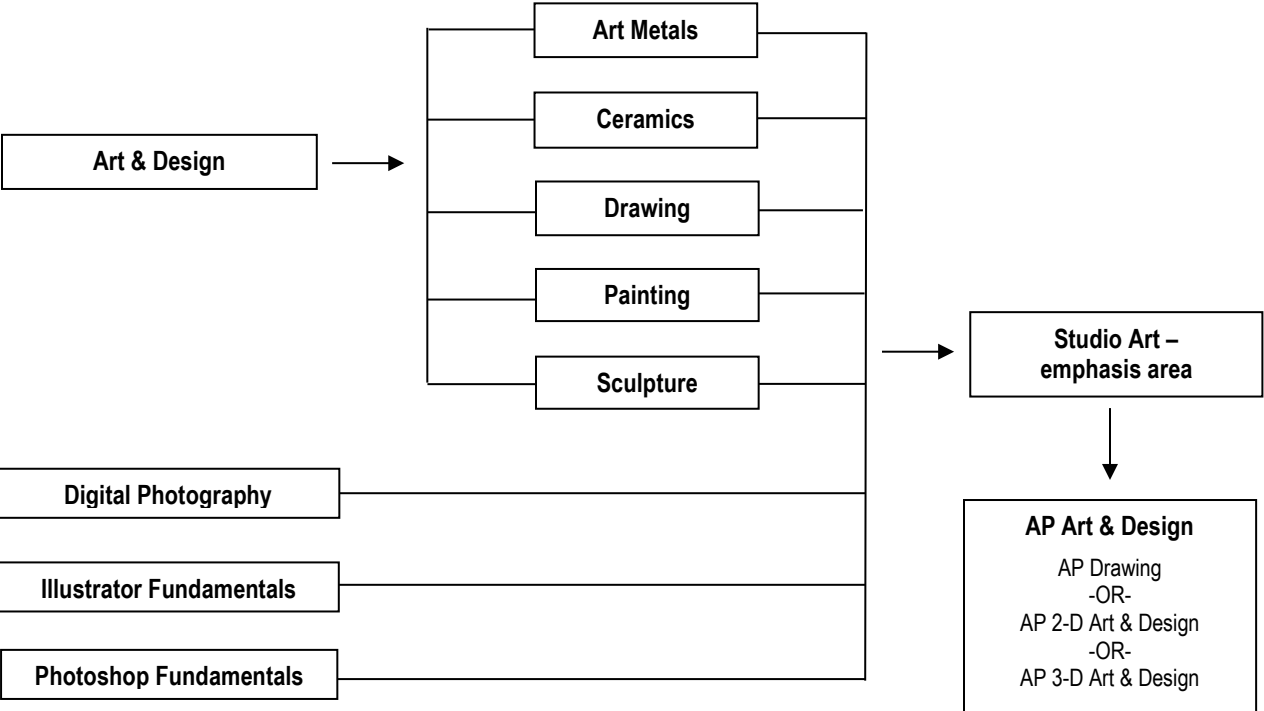 Art Metals
Ceramics
Art & Design
Drawing
Painting
Sculpture
Studio Art –
emphasis area
Digital Photography
Illustrator Fundamentals
Photoshop Fundamentals
AP Art & Design
AP Drawing
-OR-
AP 2-D Art & Design
-OR-
AP 3-D Art & Design